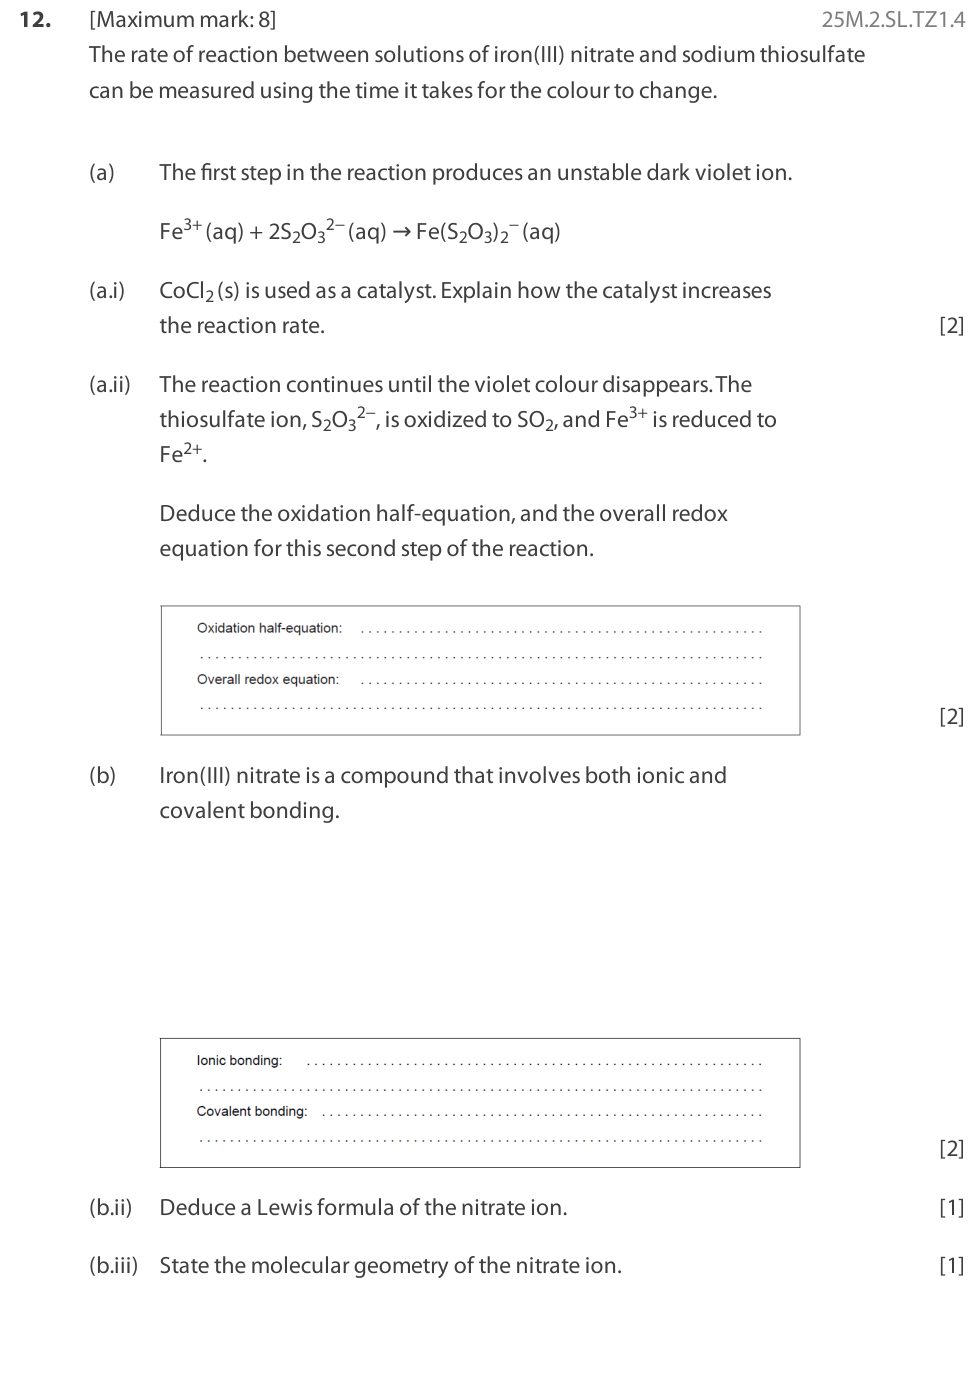 12. [Maximum mark: 8] 25M.2.SL.TZ1.4
The rate of reaction between solutions of iron(III) nitrate and sodium thiosulfate
can be measured using the time it takes for the colour to change.
(a) The first step in the reaction produces an unstable dark violet ion.
Fe³⁺ (aq) + 2S₂O₃²⁻ (aq) → Fe(S₂O₃)₂⁻ (aq)
(a.i) CoCl₂ (s) is used as a catalyst. Explain how the catalyst increases
the reaction rate. [2]
(a.ii) The reaction continues until the violet colour disappears. The
thiosulfate ion, S₂O₃²⁻, is oxidized to SO₂, and Fe³⁺ is reduced to
Fe²⁺.
Deduce the oxidation half-equation, and the overall redox
equation for this second step of the reaction.
Oxidation half-equation:
Overall redox equation:
[2]
(b) Iron(III) nitrate is a compound that involves both ionic and
covalent bonding.
Ionic bonding:
Covalent bonding:
[2]
(b.ii) Deduce a Lewis formula of the nitrate ion. [1]
(b.iii) State the molecular geometry of the nitrate ion. [1]